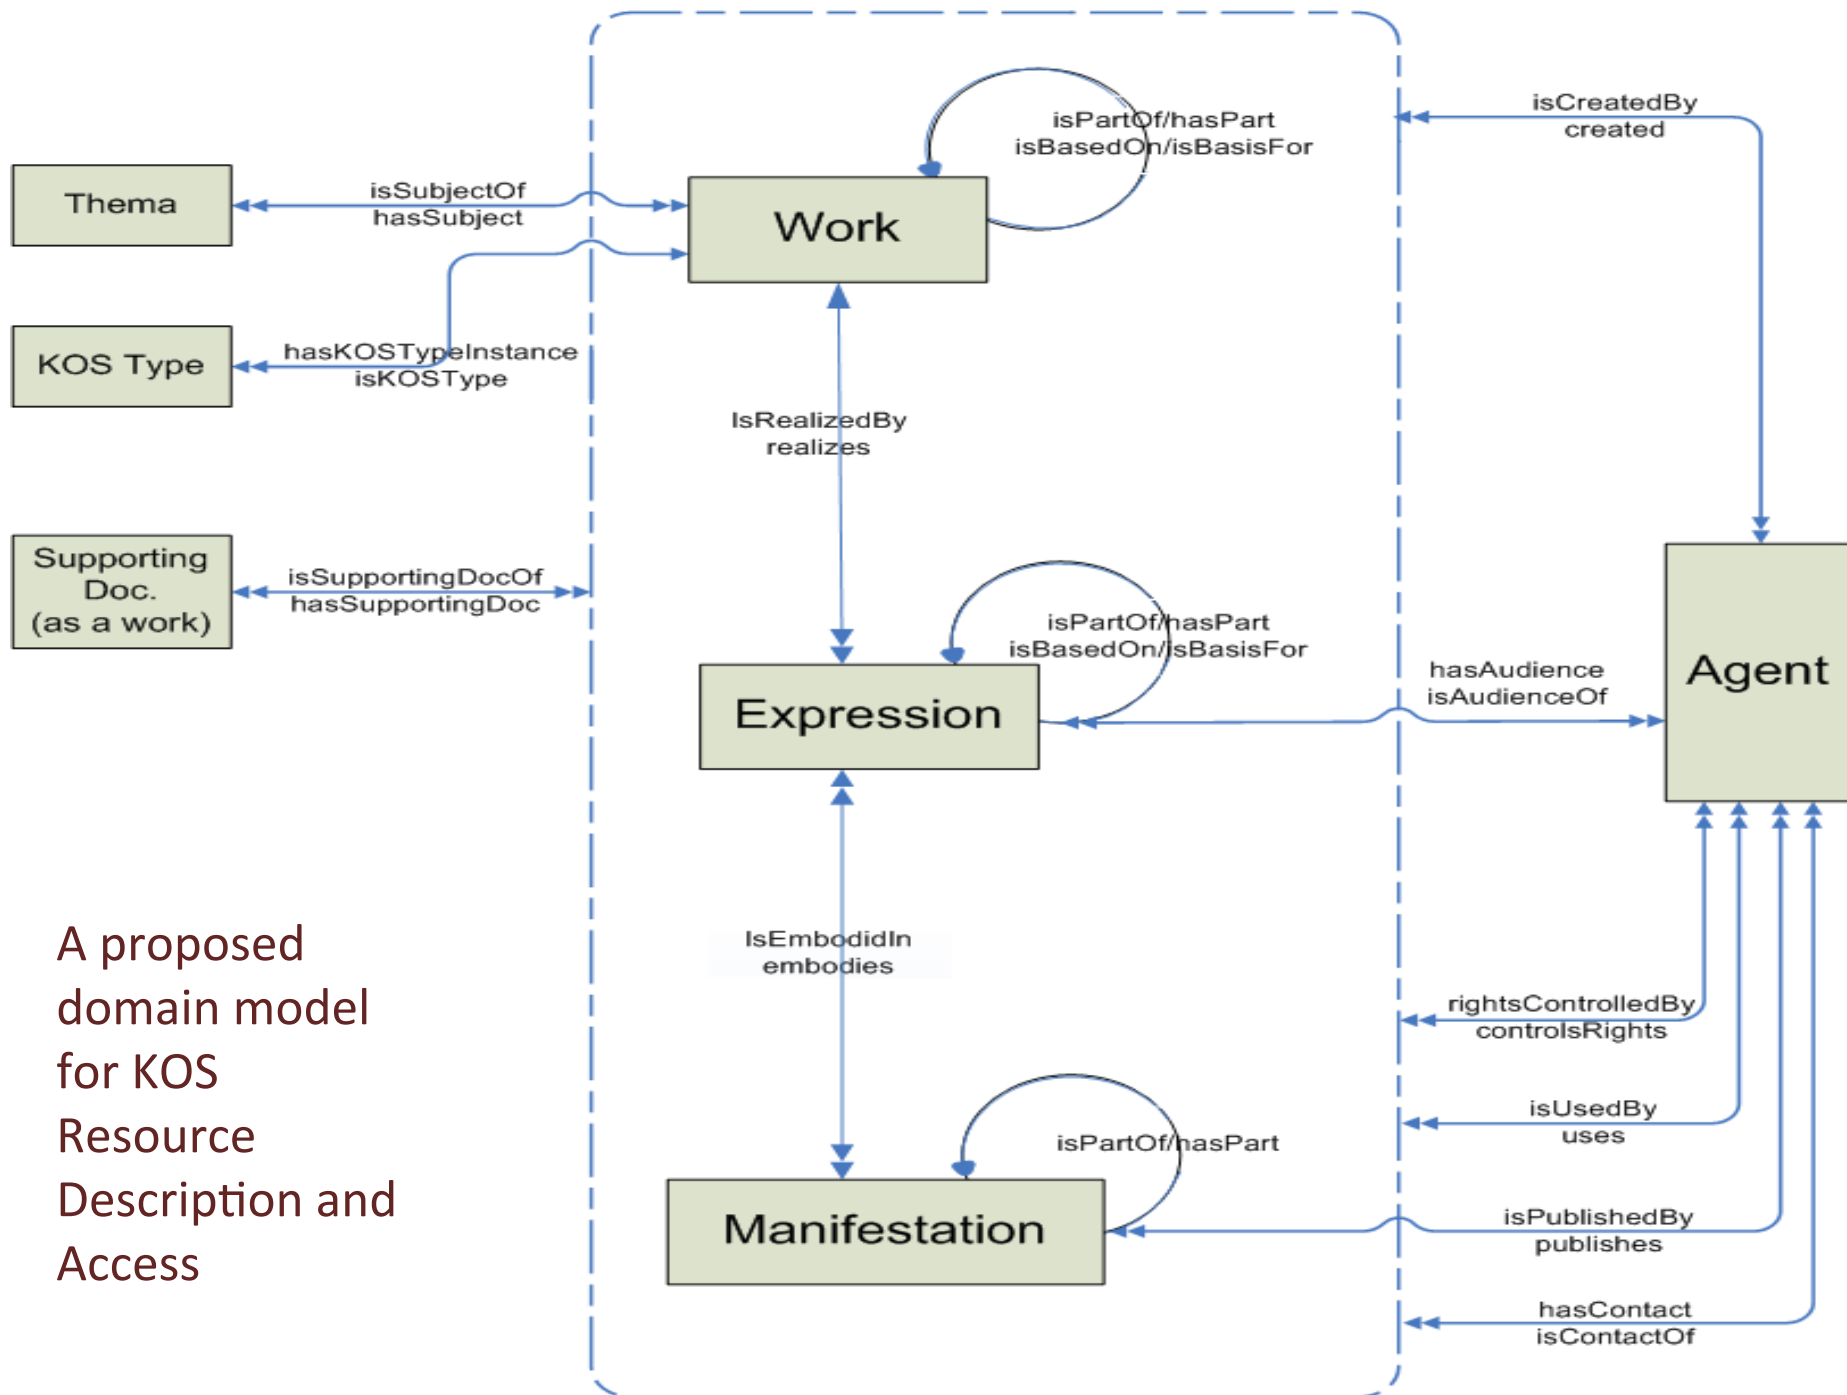 isPartOf/hasPart
isBasedOn/isBasisFor
isCreatedBy
created
Thema
isSubjectOf
hasSubject
Work
KOS Type
hasKOSTypeInstance
isKOSType
IsRealizedBy
realizes
Supporting
Doc.
(as a work)
isSupportingDocOf
hasSupportingDoc
isPartOf/hasPart
isBasedOn/isBasisFor
Expression
hasAudience
isAudienceOf
Agent
IsEmbodidIn
embodies
A proposed
domain model
for KOS
Resource
Description and
Access
rightsControlledBy
controlsRights
isPartOf/hasPart
isUsedBy
uses
Manifestation
isPublishedBy
publishes
hasContact
isContactOf